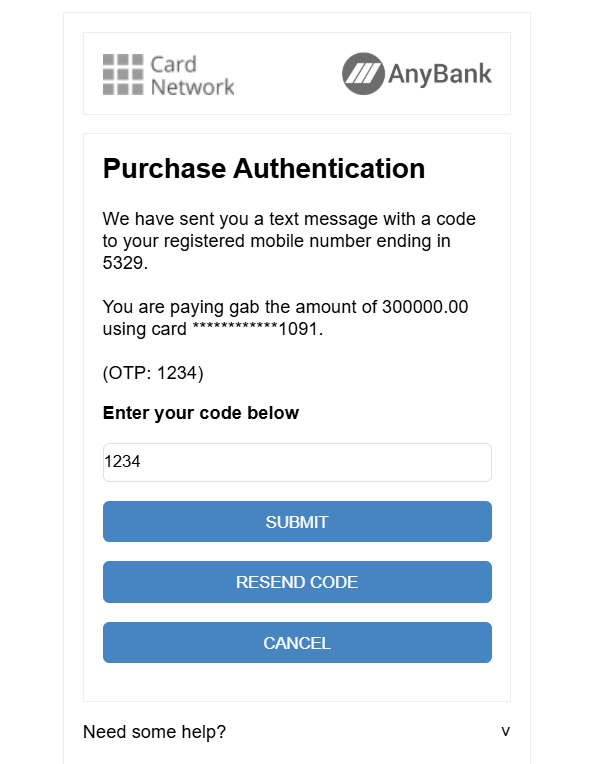 Card
Network
AnyBank
Purchase Authentication
We have sent you a text message with a code
to your registered mobile number ending in
5329.
You are paying gab the amount of 300000.00
using card ************1091.
(OTP: 1234)
Enter your code below
1234
SUBMIT
RESEND CODE
CANCEL
Need some help?
v